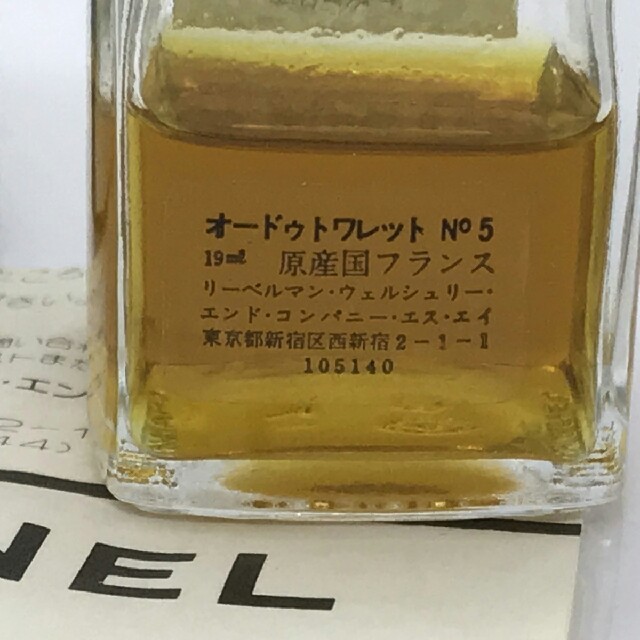 オードゥトワレット Nº5
19㎖ 原産国フランス
リーベルマン・ウェルシュリー・
エンド・コンパニー・エス・エイ
東京都新宿区西新宿2-1-1
105140
NEL